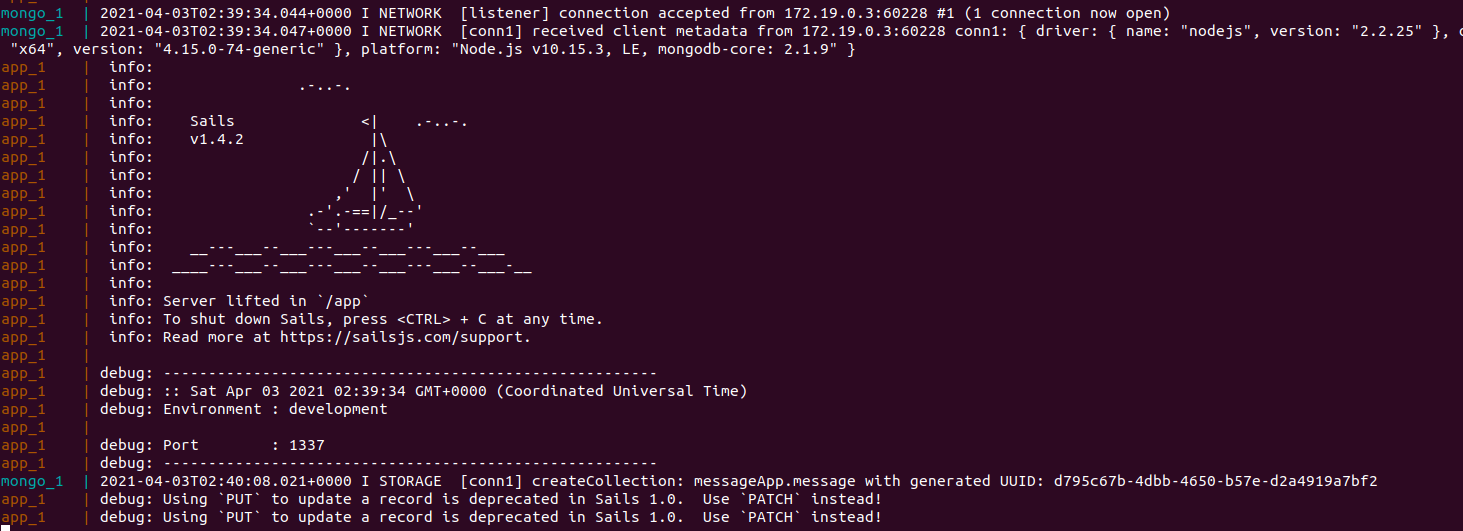 mongo_1  | 2021-04-03T02:39:34.044+0000 I NETWORK  [listener] connection accepted from 172.19.0.3:60228 #1 (1 connection now open)
mongo_1  | 2021-04-03T02:39:34.047+0000 I NETWORK  [conn1] received client metadata from 172.19.0.3:60228 conn1: { driver: { name: "nodejs", version: "2.2.25" },
 "x64", version: "4.15.0-74-generic" }, platform: "Node.js v10.15.3, LE, mongodb-core: 2.1.9" }
app_1    |  info:
app_1    |  info:                .-..-.
app_1    |  info:
app_1    |  info:    Sails              <|    .-..-.
app_1    |  info:    v1.4.2              |\
app_1    |  info:                       /|.\
app_1    |  info:                      / || \
app_1    |  info:                    ,'  |'  \
app_1    |  info:                 .-'.-==|/_--'
app_1    |  info:                 `--'-------'
app_1    |  info:    __---___--___---___--___---___--___
app_1    |  info:  ____---___--___---___--___---___--___-__
app_1    |  info:
app_1    |  info: Server lifted in `/app`
app_1    |  info: To shut down Sails, press <CTRL> + C at any time.
app_1    |  info: Read more at https://sailsjs.com/support.
app_1    |
app_1    | debug: -------------------------------------------------------
app_1    | debug: :: Sat Apr 03 2021 02:39:34 GMT+0000 (Coordinated Universal Time)
app_1    | debug: Environment : development
app_1    |
app_1    | debug: Port        : 1337
app_1    | debug: -------------------------------------------------------
mongo_1  | 2021-04-03T02:40:08.021+0000 I STORAGE  [conn1] createCollection: messageApp.message with generated UUID: d795c67b-4dbb-4650-b57e-d2a4919a7bf2
app_1    | debug: Using `PUT` to update a record is deprecated in Sails 1.0.  Use `PATCH` instead!
app_1    | debug: Using `PUT` to update a record is deprecated in Sails 1.0.  Use `PATCH` instead!